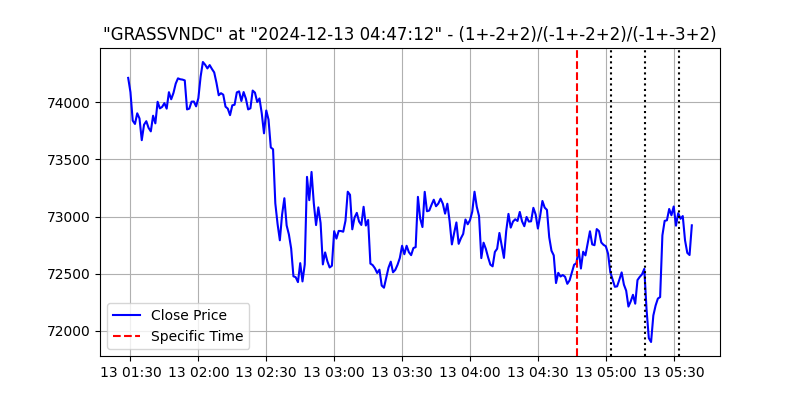 "GRASSVNDC" at "2024-12-13 04:47:12" - (1+-2+2)/(-1+-2+2)/(-1+-3+2)
74000
73500
73000
72500
72000
Close Price
Specific Time
13 01:30 13 02:00 13 02:30 13 03:00 13 03:30 13 04:00 13 04:30 13 05:00 13 05:30